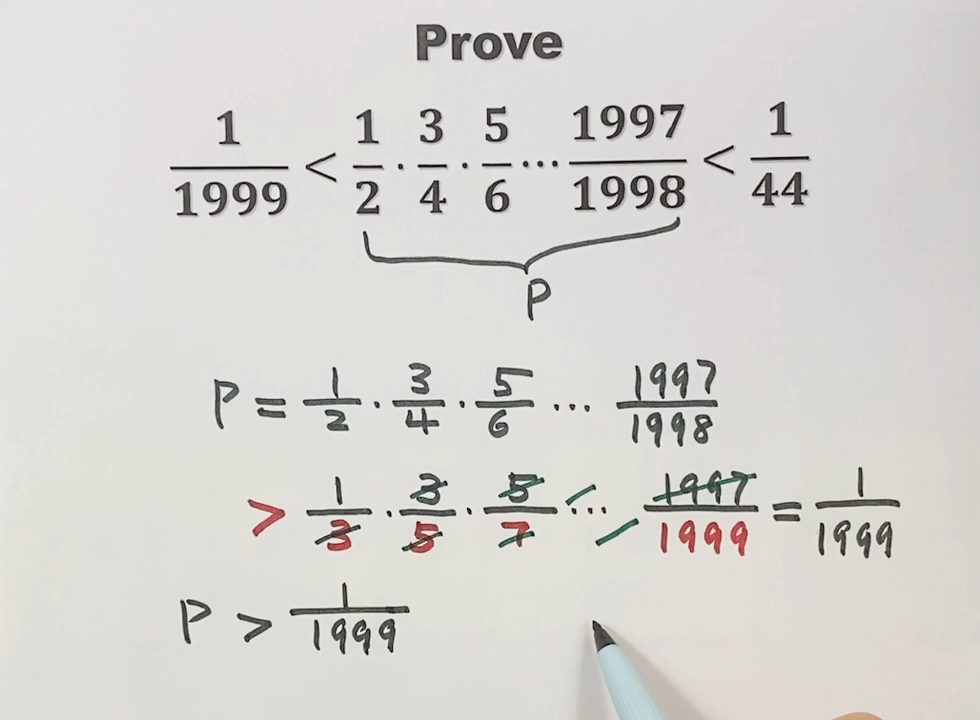 Prove
1/1999 < 1/2 · 3/4 · 5/6 ··· 1997/1998 < 1/44
P
P = 1/2 · 3/4 · 5/6 ··· 1997/1998
> 1/3 · 3/5 · 5/7 ··· 1997/1999 = 1/1999
P > 1/1999